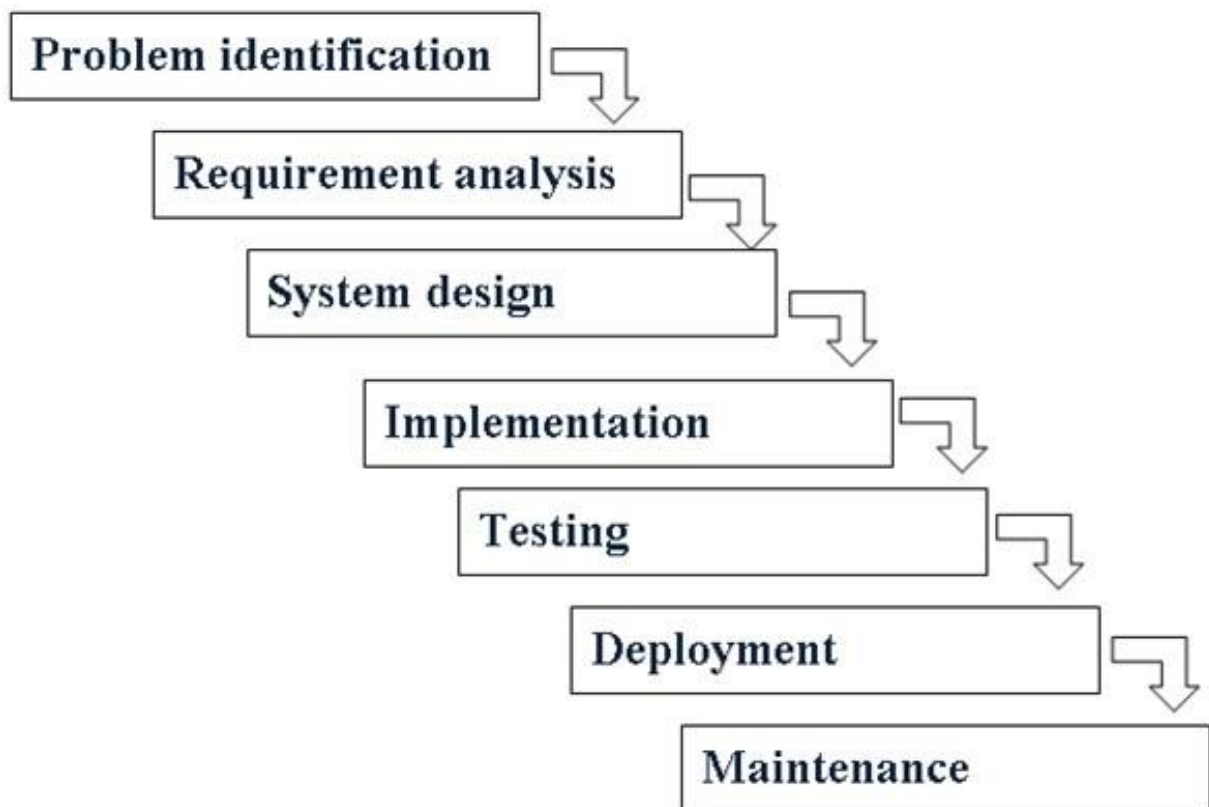 Problem identification
Requirement analysis
System design
Implementation
Testing
Deployment
Maintenance